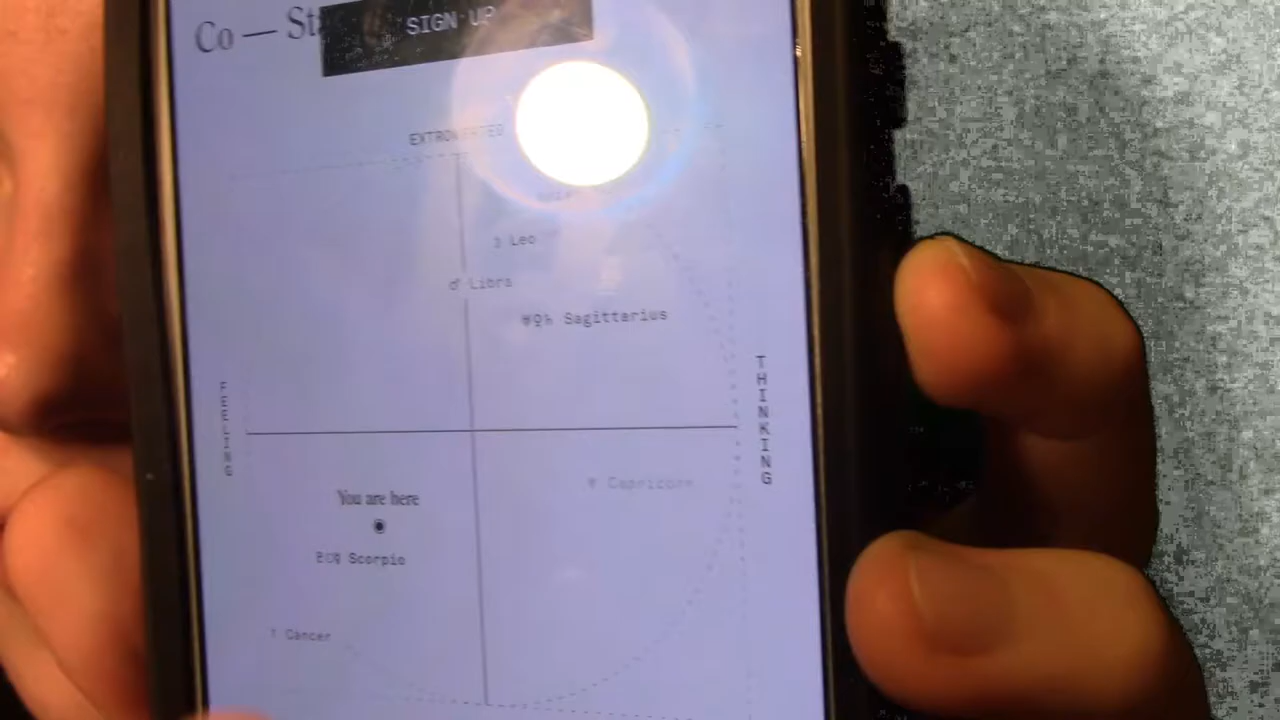 Co — St
SIGN UP
EXTROVERTED
Leo
♂ Libra
Sagittarius
THINKING
FEELING
Capricorn
You are here
Scorpio
Cancer